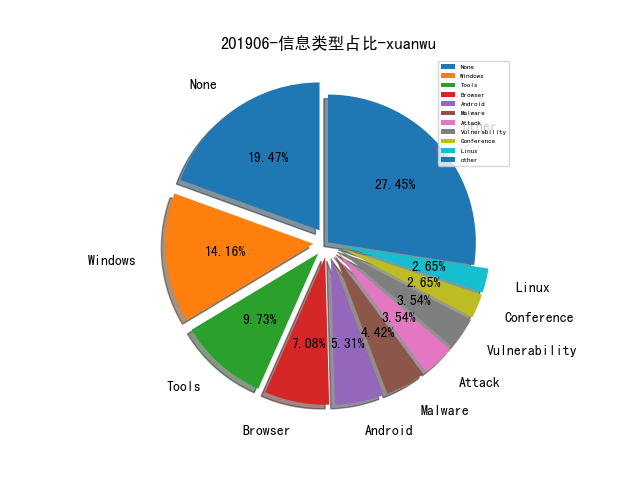 201906-信息类型占比-xuanwu
None
Windows
Tools
Browser
Android
Malware
Attack
Vulnerability
Conference
Linux
other
other
None
19.47%
27.45%
Windows
14.16%
2.65%
Linux
2.65%
Conference
3.54%
Vulnerability
3.54%
Attack
4.42%
Malware
5.31%
Android
7.08%
Browser
9.73%
Tools